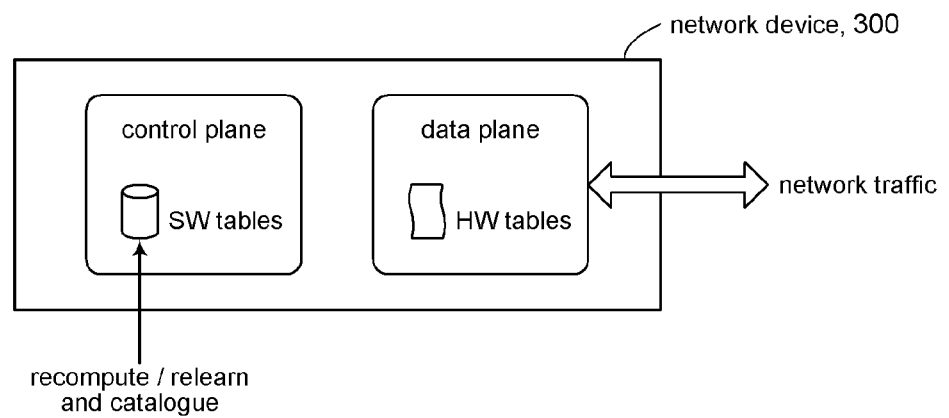 network device, 300
control plane
data plane
SW tables
HW tables
network traffic
recompute / relearn
and catalogue